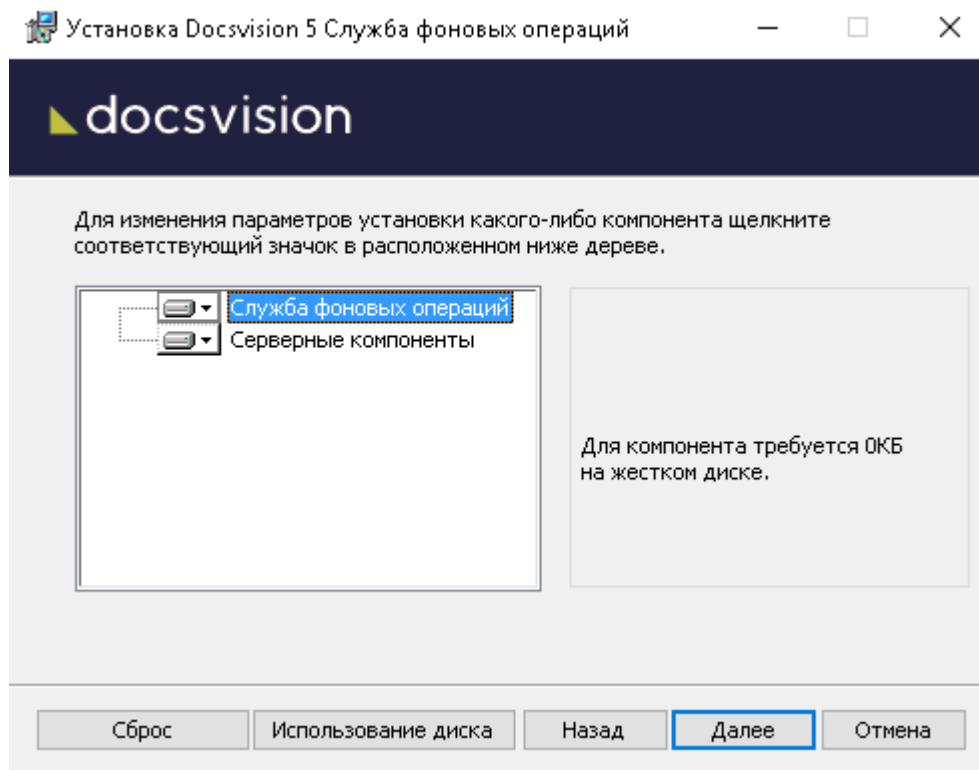 Установка Docsvision 5 Служба фоновых операций
docsvision
Для изменения параметров установки какого-либо компонента щелкните
соответствующий значок в расположенном ниже дереве.
Служба фоновых операций
Серверные компоненты
Для компонента требуется 0КБ
на жестком диске.
Сброс
Использование диска
Назад
Далее
Отмена